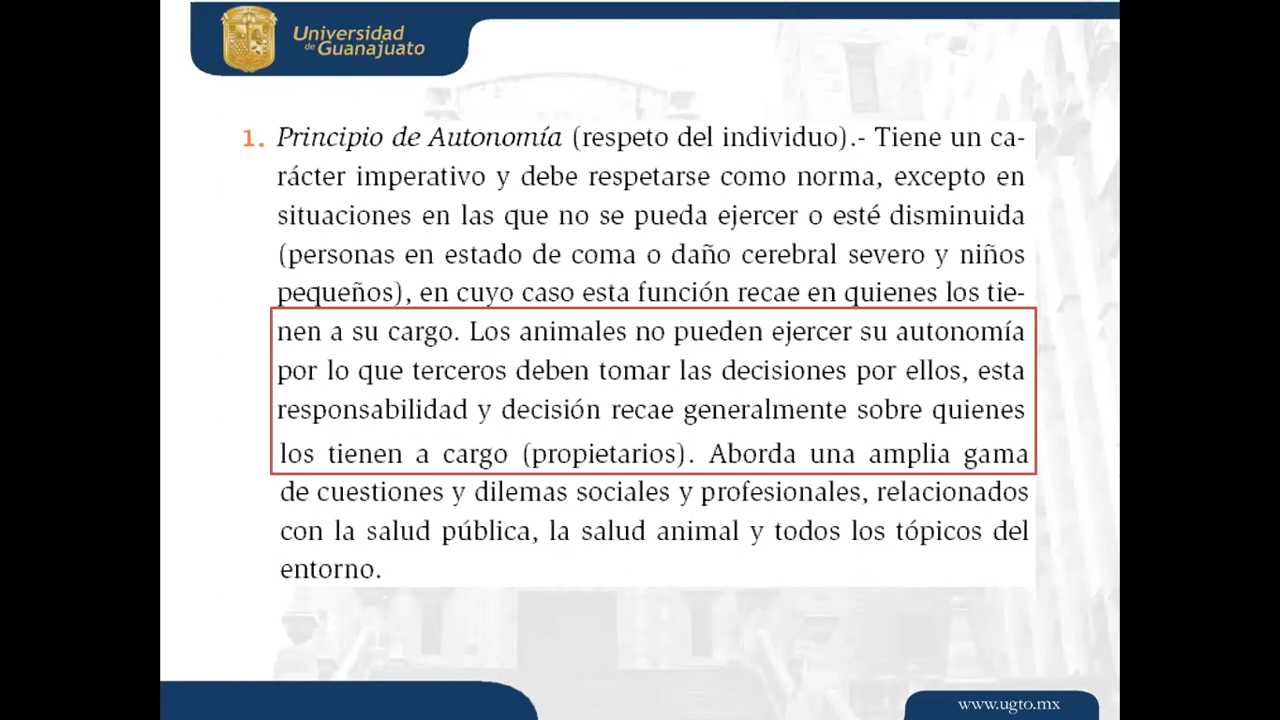 Universidad
de Guanajuato
1. Principio de Autonomía (respeto del individuo).- Tiene un ca-
rácter imperativo y debe respetarse como norma, excepto en
situaciones en las que no se pueda ejercer o esté disminuida
(personas en estado de coma o daño cerebral severo y niños
pequeños), en cuyo caso esta función recae en quienes los tie-
nen a su cargo. Los animales no pueden ejercer su autonomía
por lo que terceros deben tomar las decisiones por ellos, esta
responsabilidad y decisión recae generalmente sobre quienes
los tienen a cargo (propietarios). Aborda una amplia gama
de cuestiones y dilemas sociales y profesionales, relacionados
con la salud pública, la salud animal y todos los tópicos del
entorno.
www.ugto.mx